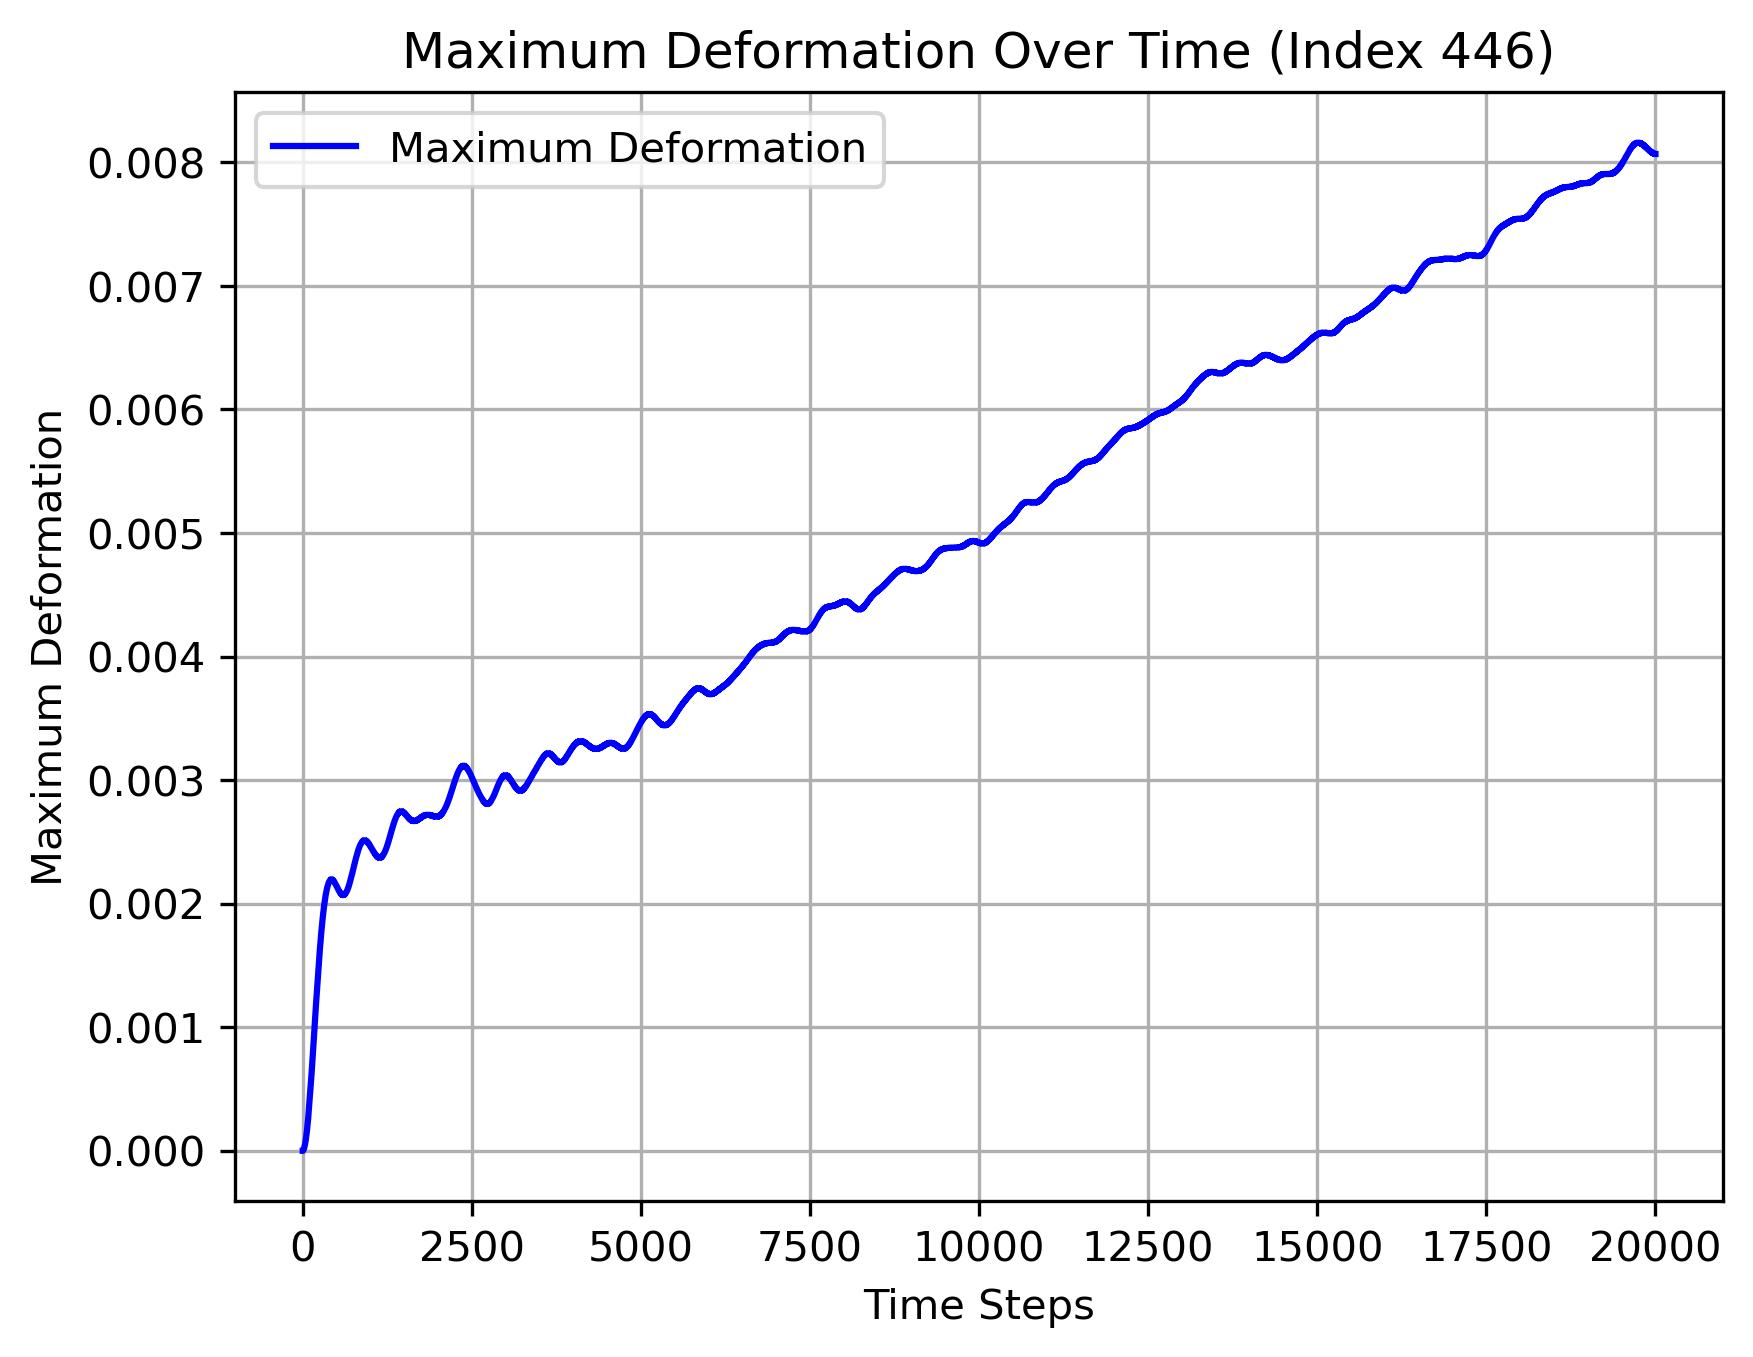 Maximum Deformation Over Time (Index 446)
Maximum Deformation
0.008
0.007
0.006
0.005
0.004
0.003
0.002
0.001
0.000
Maximum Deformation
0 2500 5000 7500 10000 12500 15000 17500 20000
Time Steps